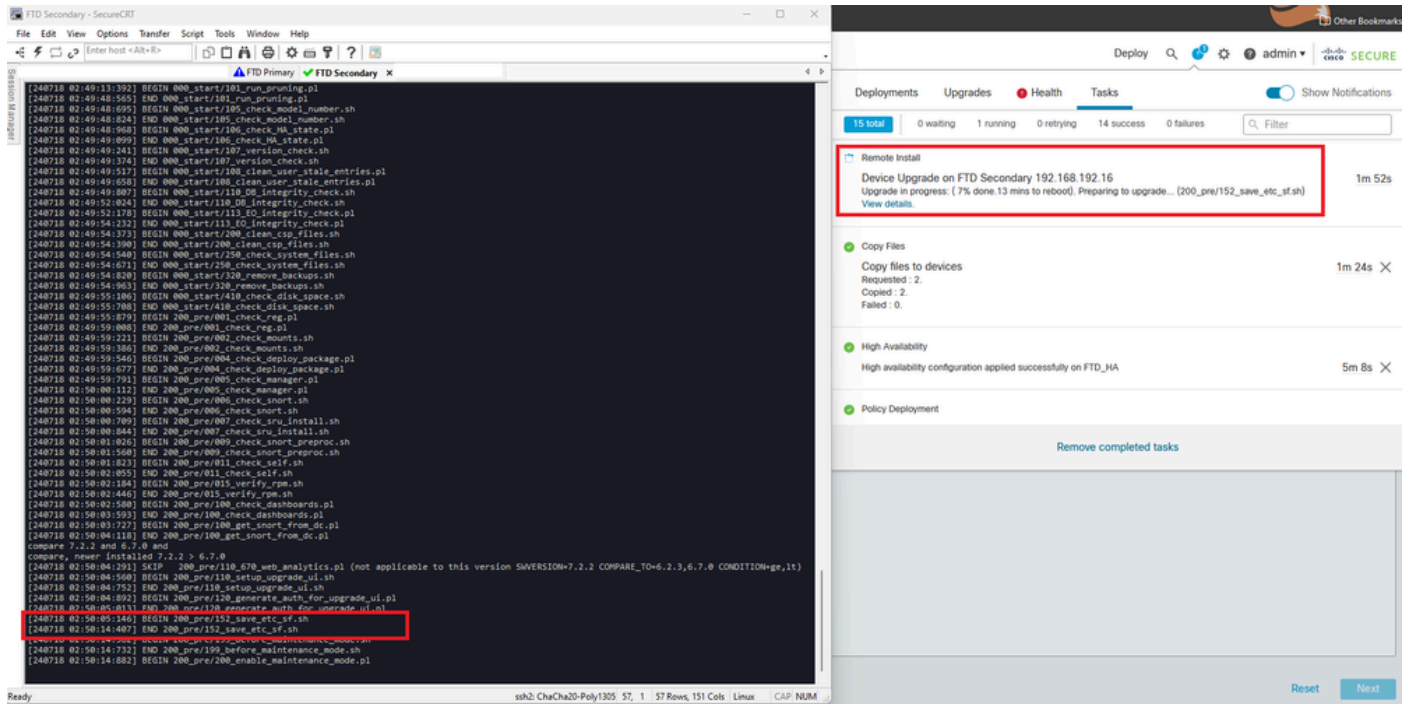 FTD Secondary - SecureCRT
File Edit View Options Transfer Script Tools Window Help
Enter host <Alt+R>
Session Manager
FTD Primary
FTD Secondary
[240718 02:49:13:392] BEGIN 000_start/101_run_pruning.pl
[240718 02:49:48:565] END 000_start/101_run_pruning.pl
[240718 02:49:48:695] BEGIN 000_start/105_check_model_number.sh
[240718 02:49:48:824] END 000_start/105_check_model_number.sh
[240718 02:49:48:968] BEGIN 000_start/106_check_HA_state.pl
[240718 02:49:49:099] END 000_start/106_check_HA_state.pl
[240718 02:49:49:241] BEGIN 000_start/107_version_check.sh
[240718 02:49:49:374] END 000_start/107_version_check.sh
[240718 02:49:49:517] BEGIN 000_start/108_clean_user_stale_entries.pl
[240718 02:49:49:658] END 000_start/108_clean_user_stale_entries.pl
[240718 02:49:49:807] BEGIN 000_start/110_DB_integrity_check.sh
[240718 02:49:52:024] END 000_start/110_DB_integrity_check.sh
[240718 02:49:52:178] BEGIN 000_start/113_EO_integrity_check.pl
[240718 02:49:54:232] END 000_start/113_EO_integrity_check.pl
[240718 02:49:54:373] BEGIN 000_start/200_clean_csp_files.sh
[240718 02:49:54:390] END 000_start/200_clean_csp_files.sh
[240718 02:49:54:540] BEGIN 000_start/250_check_system_files.sh
[240718 02:49:54:671] END 000_start/250_check_system_files.sh
[240718 02:49:54:820] BEGIN 000_start/320_remove_backups.sh
[240718 02:49:54:963] END 000_start/320_remove_backups.sh
[240718 02:49:55:106] BEGIN 000_start/410_check_disk_space.sh
[240718 02:49:55:708] END 000_start/410_check_disk_space.sh
[240718 02:49:55:879] BEGIN 200_pre/001_check_reg.pl
[240718 02:49:59:008] END 200_pre/001_check_reg.pl
[240718 02:49:59:221] BEGIN 200_pre/002_check_mounts.sh
[240718 02:49:59:386] END 200_pre/002_check_mounts.sh
[240718 02:49:59:546] BEGIN 200_pre/004_check_deploy_package.pl
[240718 02:49:59:677] END 200_pre/004_check_deploy_package.pl
[240718 02:49:59:791] BEGIN 200_pre/005_check_manager.pl
[240718 02:50:00:112] END 200_pre/005_check_manager.pl
[240718 02:50:00:229] BEGIN 200_pre/006_check_snort.sh
[240718 02:50:00:594] END 200_pre/006_check_snort.sh
[240718 02:50:00:709] BEGIN 200_pre/007_check_sru_install.sh
[240718 02:50:00:844] END 200_pre/007_check_sru_install.sh
[240718 02:50:01:026] BEGIN 200_pre/009_check_snort_preproc.sh
[240718 02:50:01:560] END 200_pre/009_check_snort_preproc.sh
[240718 02:50:01:823] BEGIN 200_pre/011_check_self.sh
[240718 02:50:02:055] END 200_pre/011_check_self.sh
[240718 02:50:02:184] BEGIN 200_pre/015_verify_rpm.sh
[240718 02:50:02:446] END 200_pre/015_verify_rpm.sh
[240718 02:50:02:580] BEGIN 200_pre/100_check_dashboards.pl
[240718 02:50:03:593] END 200_pre/100_check_dashboards.pl
[240718 02:50:03:727] BEGIN 200_pre/100_get_snort_from_dc.pl
[240718 02:50:04:118] END 200_pre/100_get_snort_from_dc.pl
compare 7.2.2 and 6.7.0 and
compare, newer installed 7.2.2 > 6.7.0
[240718 02:50:04:291] SKIP 200_pre/110_670_web_analytics.pl (not applicable to this version SWVERSION=7.2.2 COMPARE_TO=6.2.3,6.7.0 CONDITION=ge,lt)
[240718 02:50:04:560] BEGIN 200_pre/110_setup_upgrade_ui.sh
[240718 02:50:04:752] END 200_pre/110_setup_upgrade_ui.sh
[240718 02:50:04:892] BEGIN 200_pre/120_generate_auth_for_upgrade_ui.pl
[240718 02:50:05:013] END 200_pre/120_generate_auth_for_upgrade_ui.pl
[240718 02:50:05:146] BEGIN 200_pre/152_save_etc_sf.sh
[240718 02:50:14:407] END 200_pre/152_save_etc_sf.sh
BEGIN 200_pre/199_before_maintenance_mode.sh
[240718 02:50:14:732] END 200_pre/199_before_maintenance_mode.sh
[240718 02:50:14:882] BEGIN 200_pre/200_enable_maintenance_mode.pl
Ready
ssh2: ChaCha20-Poly1305 57, 1 57 Rows, 151 Cols Linux CAP NUM
Other Bookmarks
Deploy admin cisco SECURE
Deployments Upgrades Health Tasks Show Notifications
15 total 0 waiting 1 running 0 retrying 14 success 0 failures Filter
Remote Install
Device Upgrade on FTD Secondary 192.168.192.16 1m 52s
Upgrade in progress: ( 7% done.13 mins to reboot). Preparing to upgrade... (200_pre/152_save_etc_sf.sh)
View details.
Copy Files
Copy files to devices 1m 24s
Requested : 2.
Copied : 2.
Failed : 0.
High Availability
High availability configuration applied successfully on FTD_HA 5m 8s
Policy Deployment
Remove completed tasks
Reset Next